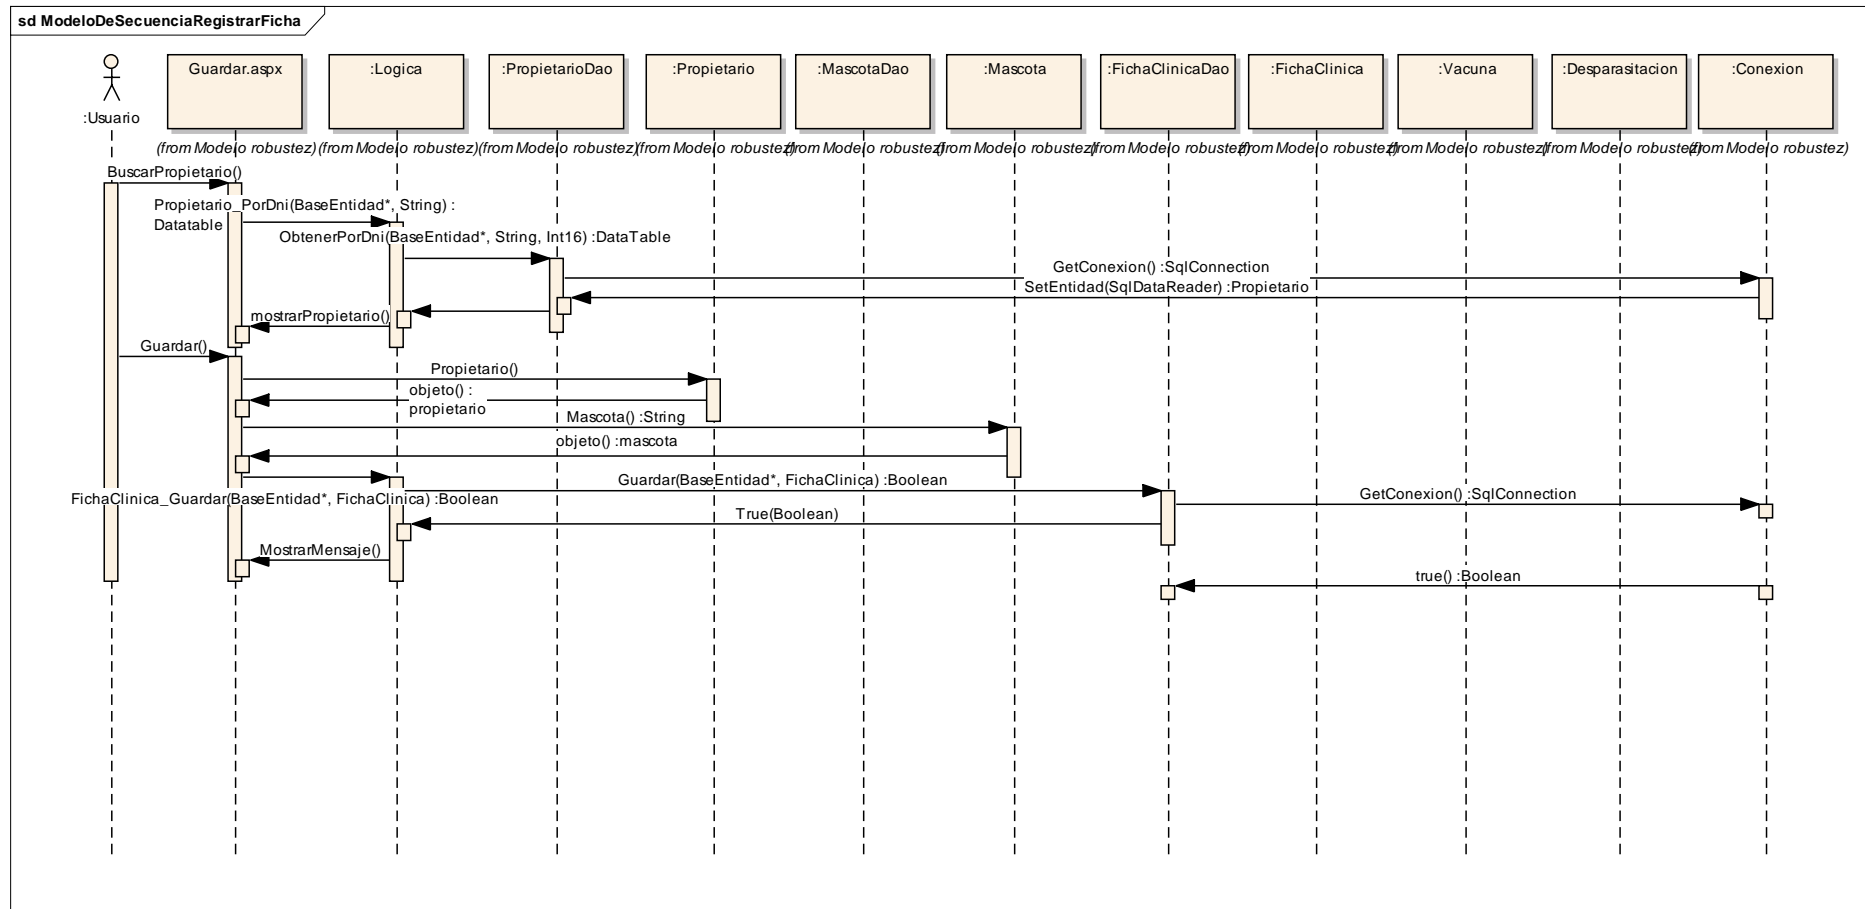 sd ModeloDeSecuenciaRegistrarFicha
:Usuario
Guardar.aspx
:Logica
:PropietarioDao
:Propietario
:MascotaDao
:Mascota
:FichaClinicaDao
:FichaClinica
:Vacuna
:Desparasitacion
:Conexion
(from Modelo robustez)
(from Modelo robustez)
(from Modelo robustez)
(from Modelo robustez)
(from Modelo robustez)
(from Modelo robustez)
(from Modelo robustez)
(from Modelo robustez)
(from Modelo robustez)
(from Modelo robustez)
(from Modelo robustez)
BuscarPropietario()
Propietario_PorDni(BaseEntidad*, String) :
Datatable
ObtenerPorDni(BaseEntidad*, String, Int16) :DataTable
GetConexion() :SqlConnection
SetEntidad(SqlDataReader) :Propietario
mostrarPropietario()
Guardar()
Propietario()
objeto() :
propietario
Mascota() :String
objeto() :mascota
Guardar(BaseEntidad*, FichaClinica) :Boolean
FichaClinica_Guardar(BaseEntidad*, FichaClinica) :Boolean
GetConexion() :SqlConnection
True(Boolean)
MostrarMensaje()
true() :Boolean